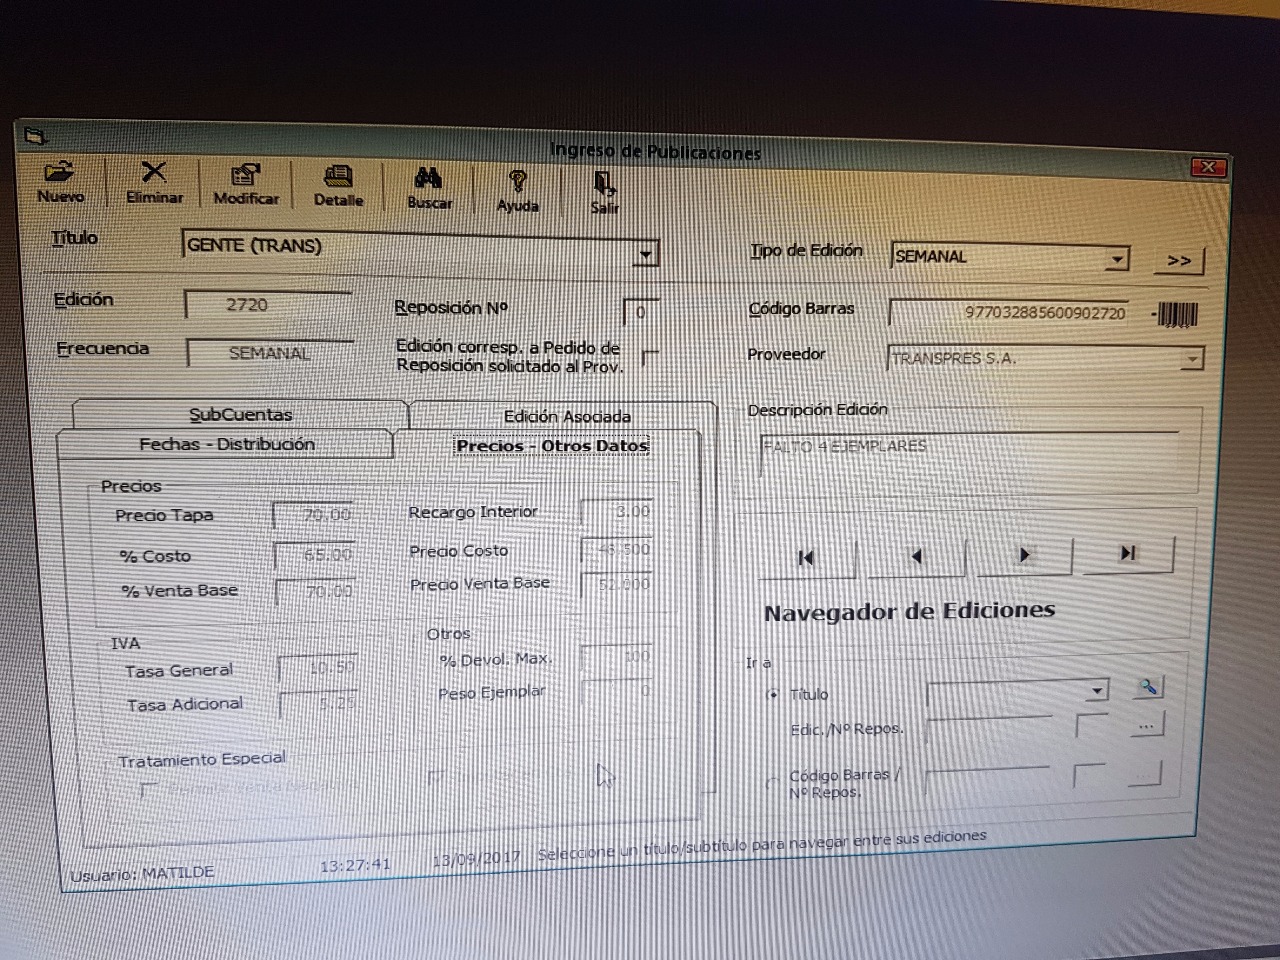 Ingreso de Publicaciones
Nuevo Eliminar Modificar Detalle Buscar Ayuda Salir
Título GENTE (TRANS) Tipo de Edición SEMANAL >>
Edición 2720 Reposición Nº 0 Código Barras 977032885600902720
Frecuencia SEMANAL Edición corresp. a Pedido de Reposición solicitado al Prov. Proveedor TRANSPRES S.A.
SubCuentas Edición Asociada
Fechas - Distribución Precios - Otros Datos
Descripción Edición
FALTO 4 EJEMPLARES
Precios
Precio Tapa 70.00 Recargo Interior 3.00
% Costo 65.00 Precio Costo
% Venta Base 70.00 Precio Venta Base 52.000
IVA
Tasa General 10.50
Tasa Adicional 5.25
Otros
% Devol. Max. 100
Peso Ejemplar 0
Tratamiento Especial
Navegador de Ediciones
Ir a
Título
Edic./Nº Repos. ...
Código Barras /
Nº Repos.
Usuario: MATILDE 13:27:41 13/09/2017 Seleccione un título/subtítulo para navegar entre sus ediciones